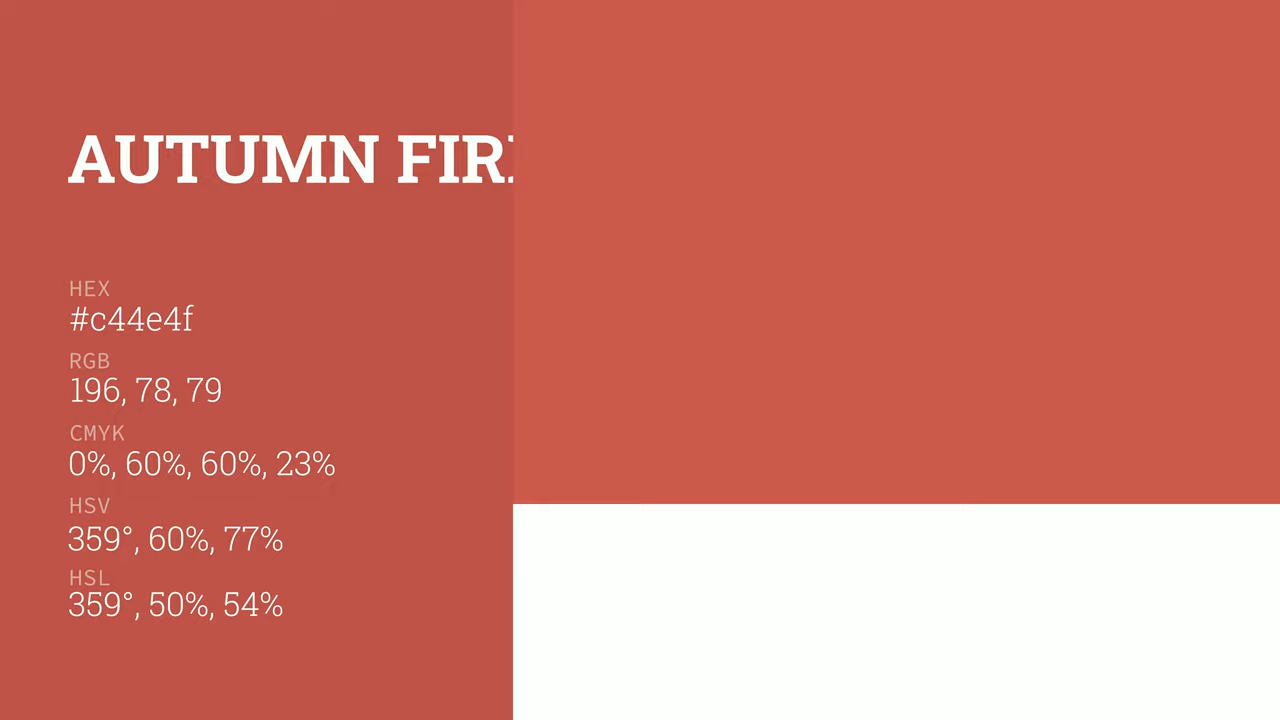 AUTUMN FIR
HEX
#c44e4f
RGB
196, 78, 79
CMYK
0%, 60%, 60%, 23%
HSV
359°, 60%, 77%
HSL
359°, 50%, 54%